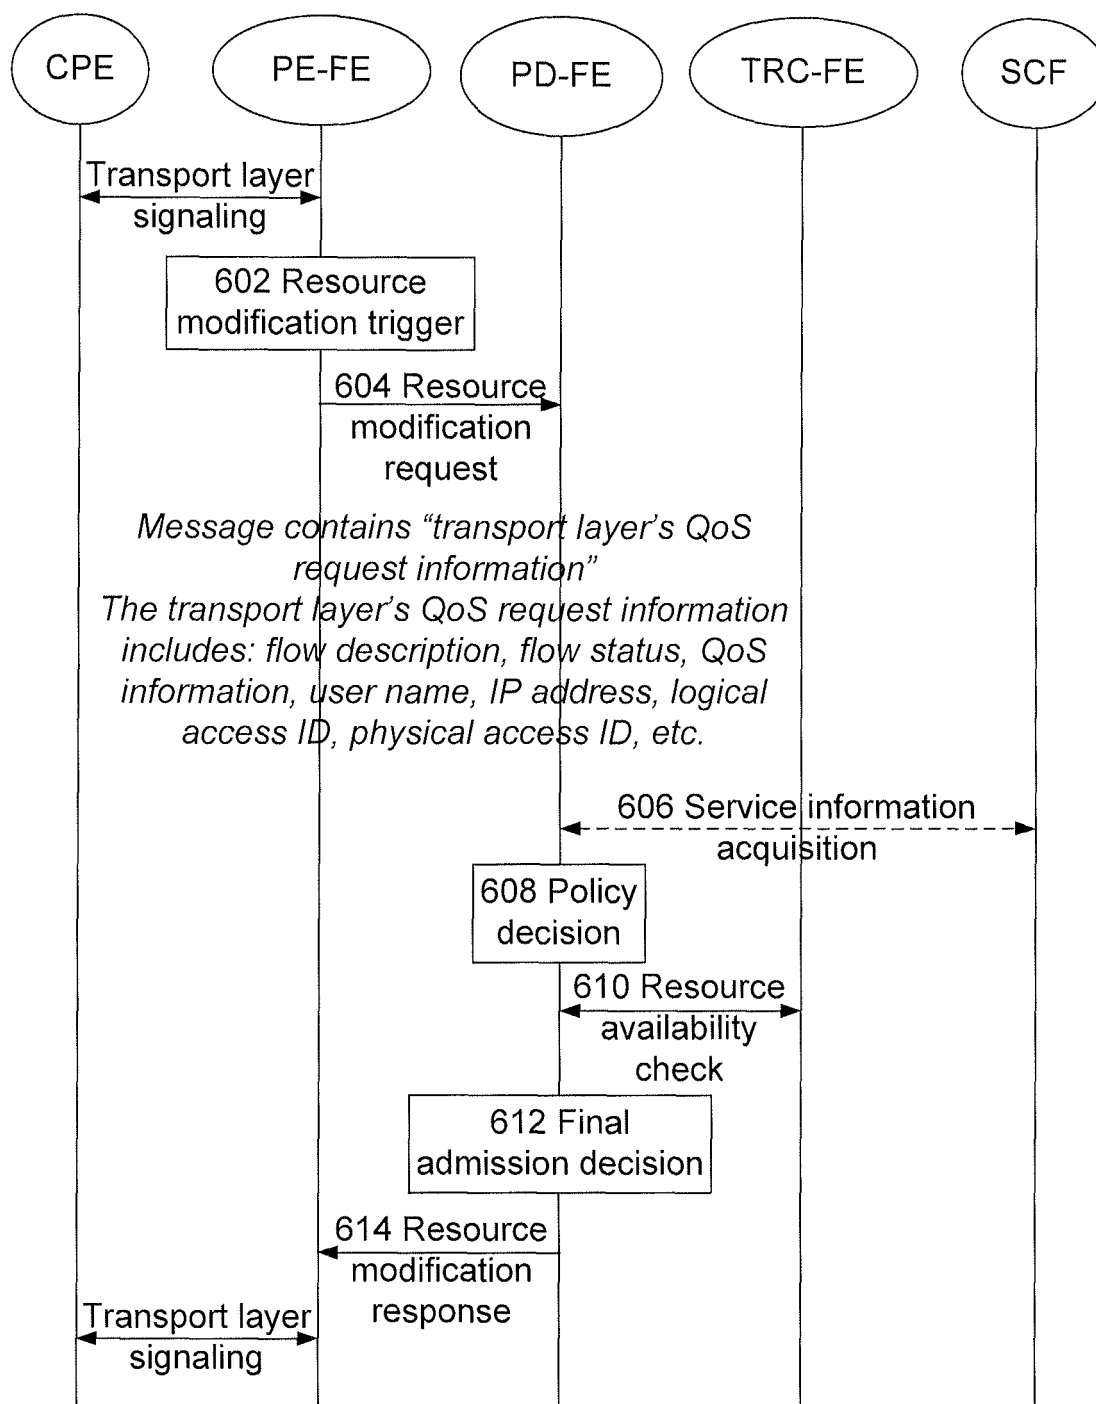 CPE
PE-FE
PD-FE
TRC-FE
SCF
Transport layer
signaling
602 Resource
modification trigger
604 Resource
modification
request
Message contains “transport layer’s QoS
request information”
The transport layer’s QoS request information
includes: flow description, flow status, QoS
information, user name, IP address, logical
access ID, physical access ID, etc.
606 Service information
acquisition
608 Policy
decision
610 Resource
availability
check
612 Final
admission decision
614 Resource
modification
response
Transport layer
signaling